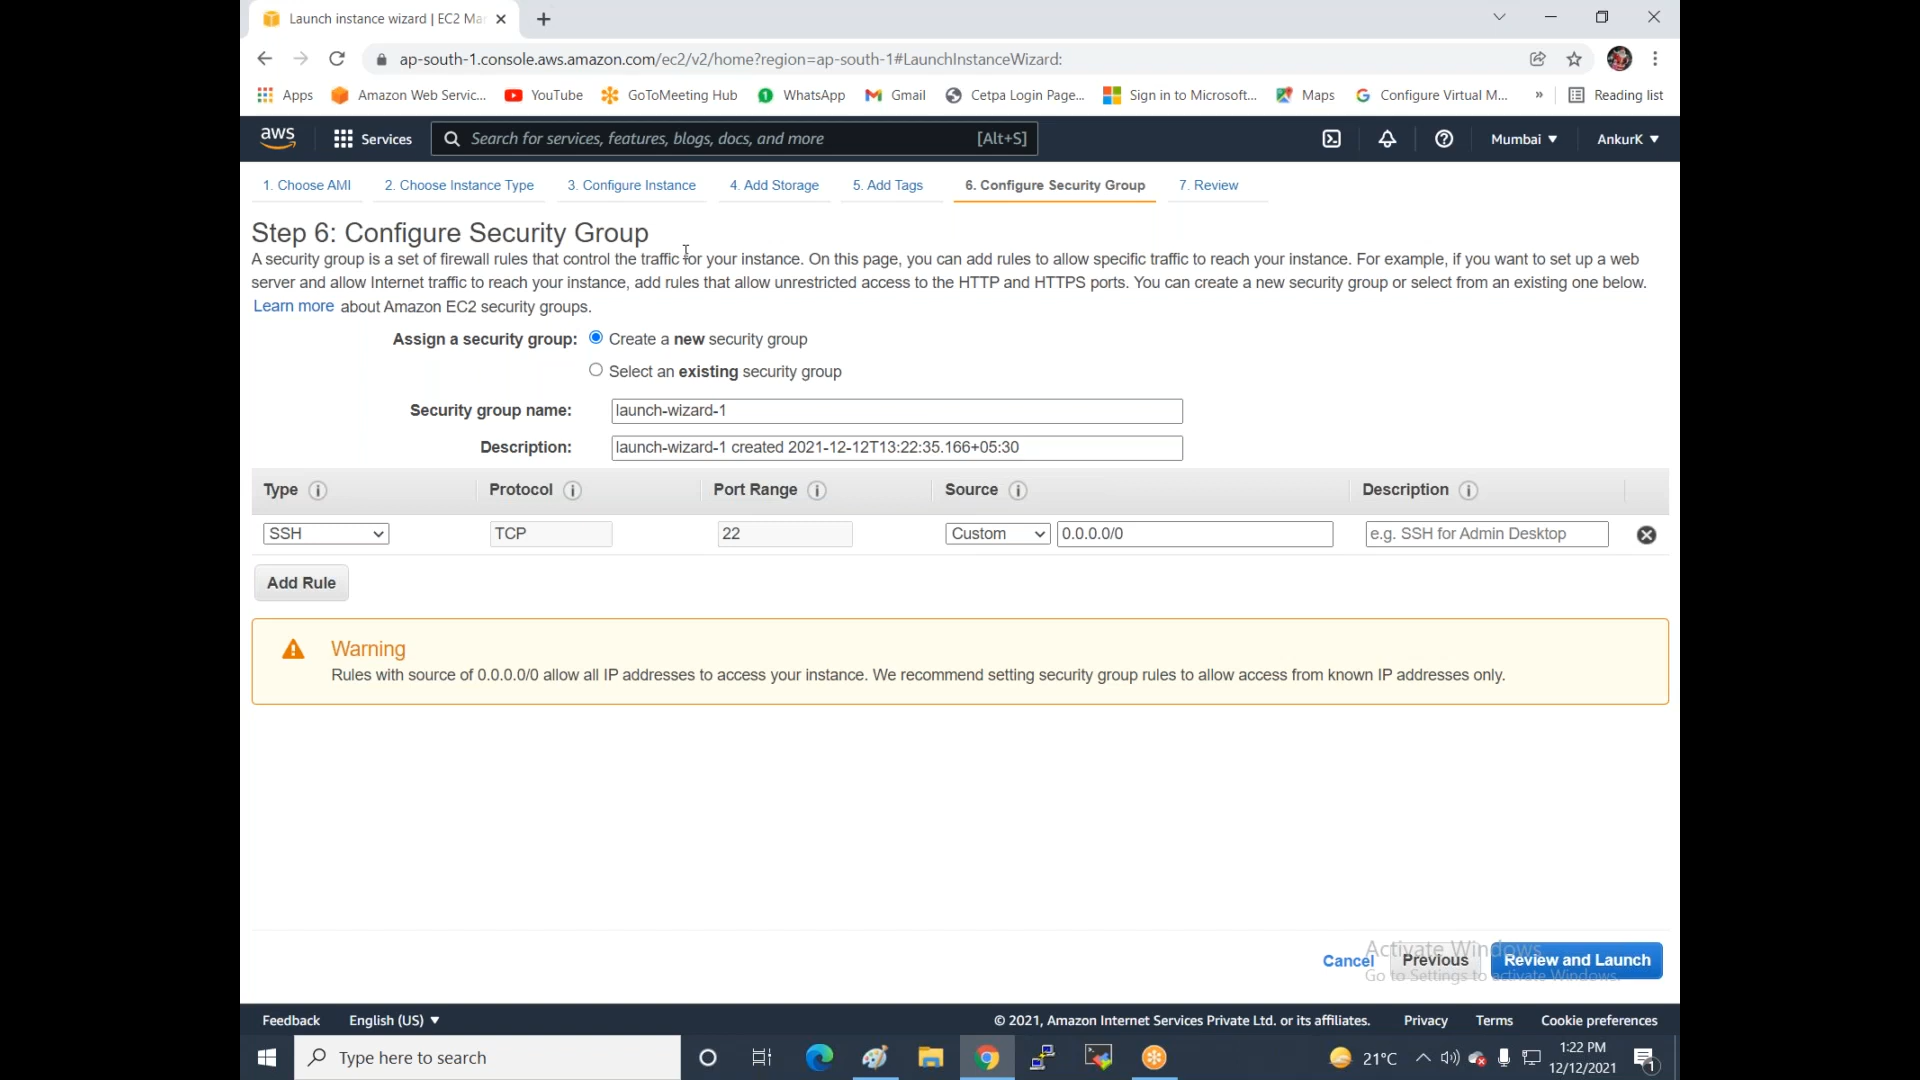 Launch instance wizard | EC2 Ma
ap-south-1.console.aws.amazon.com/ec2/v2/home?region=ap-south-1#LaunchInstanceWizard:
Apps
Amazon Web Servic...
YouTube
GoToMeeting Hub
1
WhatsApp
Gmail
Cetpa Login Page...
Sign in to Microsoft...
Maps
Configure Virtual M...
»
Reading list
aws
Services
Search for services, features, blogs, docs, and more
[Alt+S]
Mumbai ▼
AnkurK ▼
1. Choose AMI
2. Choose Instance Type
3. Configure Instance
4. Add Storage
5. Add Tags
6. Configure Security Group
7. Review
Step 6: Configure Security Group
A security group is a set of firewall rules that control the traffic for your instance. On this page, you can add rules to allow specific traffic to reach your instance. For example, if you want to set up a web
server and allow Internet traffic to reach your instance, add rules that allow unrestricted access to the HTTP and HTTPS ports. You can create a new security group or select from an existing one below.
Learn more about Amazon EC2 security groups.
Assign a security group:
Create a new security group
Select an existing security group
Security group name:
launch-wizard-1
Description:
launch-wizard-1 created 2021-12-12T13:22:35.166+05:30
Type
Protocol
Port Range
Source
Description
SSH
TCP
22
Custom
0.0.0.0/0
e.g. SSH for Admin Desktop
Add Rule
Warning
Rules with source of 0.0.0.0/0 allow all IP addresses to access your instance. We recommend setting security group rules to allow access from known IP addresses only.
Cancel
Previous
Review and Launch
Activate Windows
Go to Settings to activate Windows.
Feedback
English (US) ▼
© 2021, Amazon Internet Services Private Ltd. or its affiliates.
Privacy
Terms
Cookie preferences
Type here to search
21°C
1:22 PM
12/12/2021
1